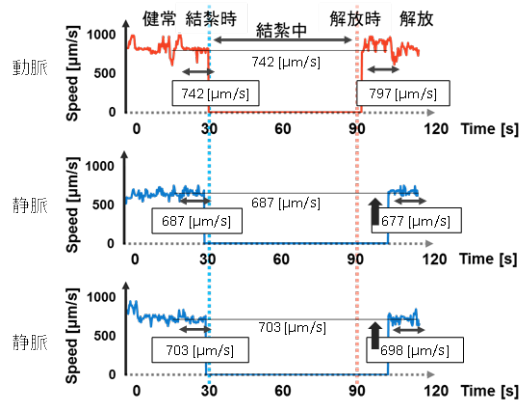 健常 結紮時 結紮中 解放時 解放
動脈
Speed [μm/s]
1000
500
0
742 [μm/s]
742 [μm/s]
797 [μm/s]
0 30 60 90 120 Time [s]
静脈
Speed [μm/s]
1000
500
0
687 [μm/s]
687 [μm/s]
677 [μm/s]
0 30 60 90 120 Time [s]
静脈
Speed [μm/s]
1000
500
0
703 [μm/s]
703 [μm/s]
698 [μm/s]
0 30 60 90 120 Time [s]